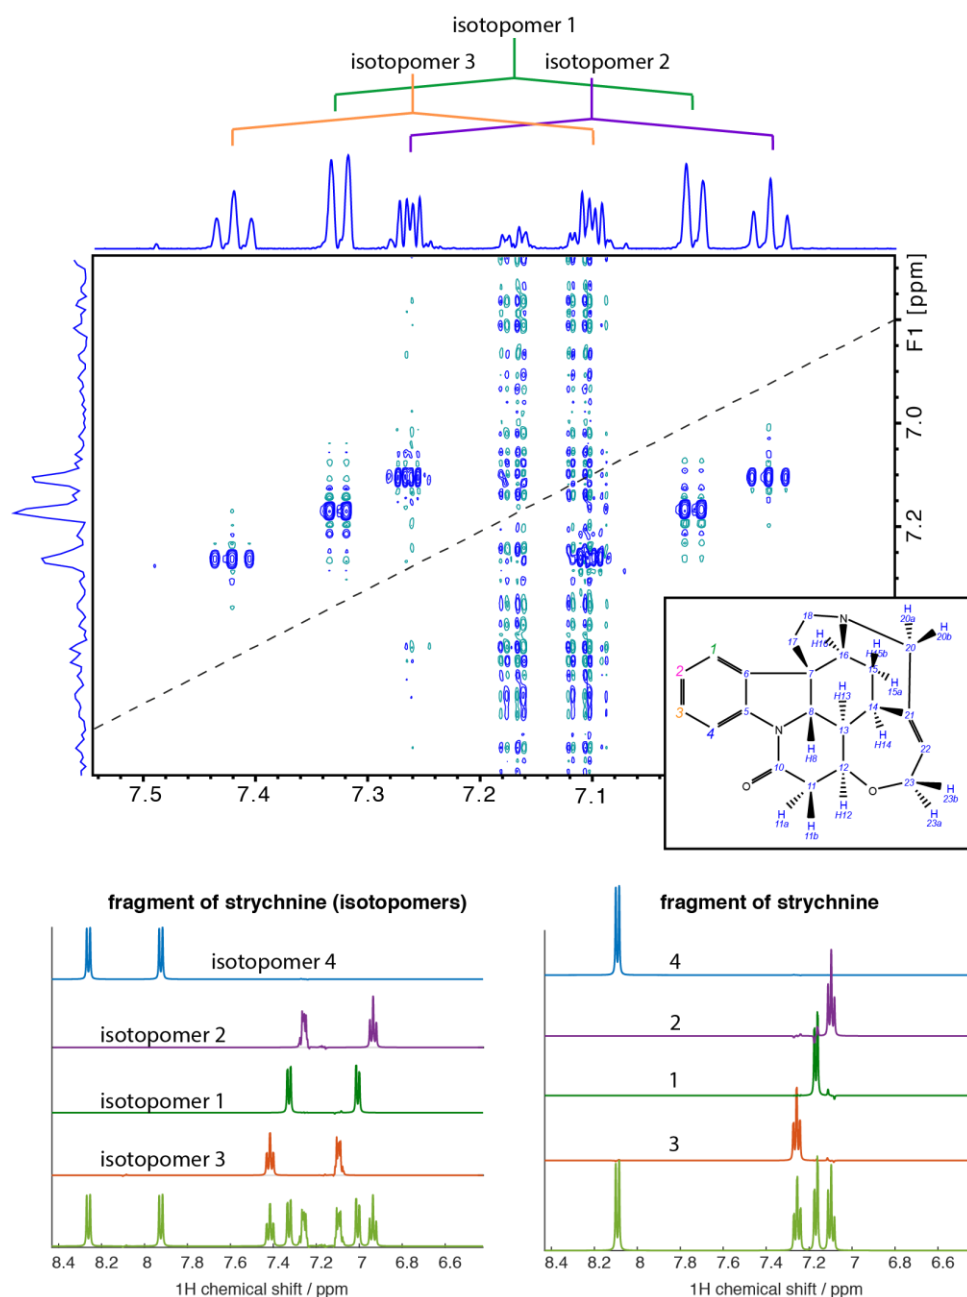 isotopomer 1
isotopomer 3
isotopomer 2
F1 [ppm]
7.0
7.2
7.5
7.4
7.3
7.2
7.1
H
20a
H
20b
18
N
20
17
H
H16
16
H
H15b
15
H
15a
1
2
6
7
3
5
4
8
H
H13
13
14
H
H14
21
22
N
H
H8
10
O
11
12
H
11a
H
11b
H
H12
O
23
H
23b
H
23a
fragment of strychnine (isotopomers)
isotopomer 4
isotopomer 2
isotopomer 1
isotopomer 3
8.4 8.2 8 7.8 7.6 7.4 7.2 7 6.8 6.6
1H chemical shift / ppm
fragment of strychnine
4
2
1
3
8.4 8.2 8 7.8 7.6 7.4 7.2 7 6.8 6.6
1H chemical shift / ppm